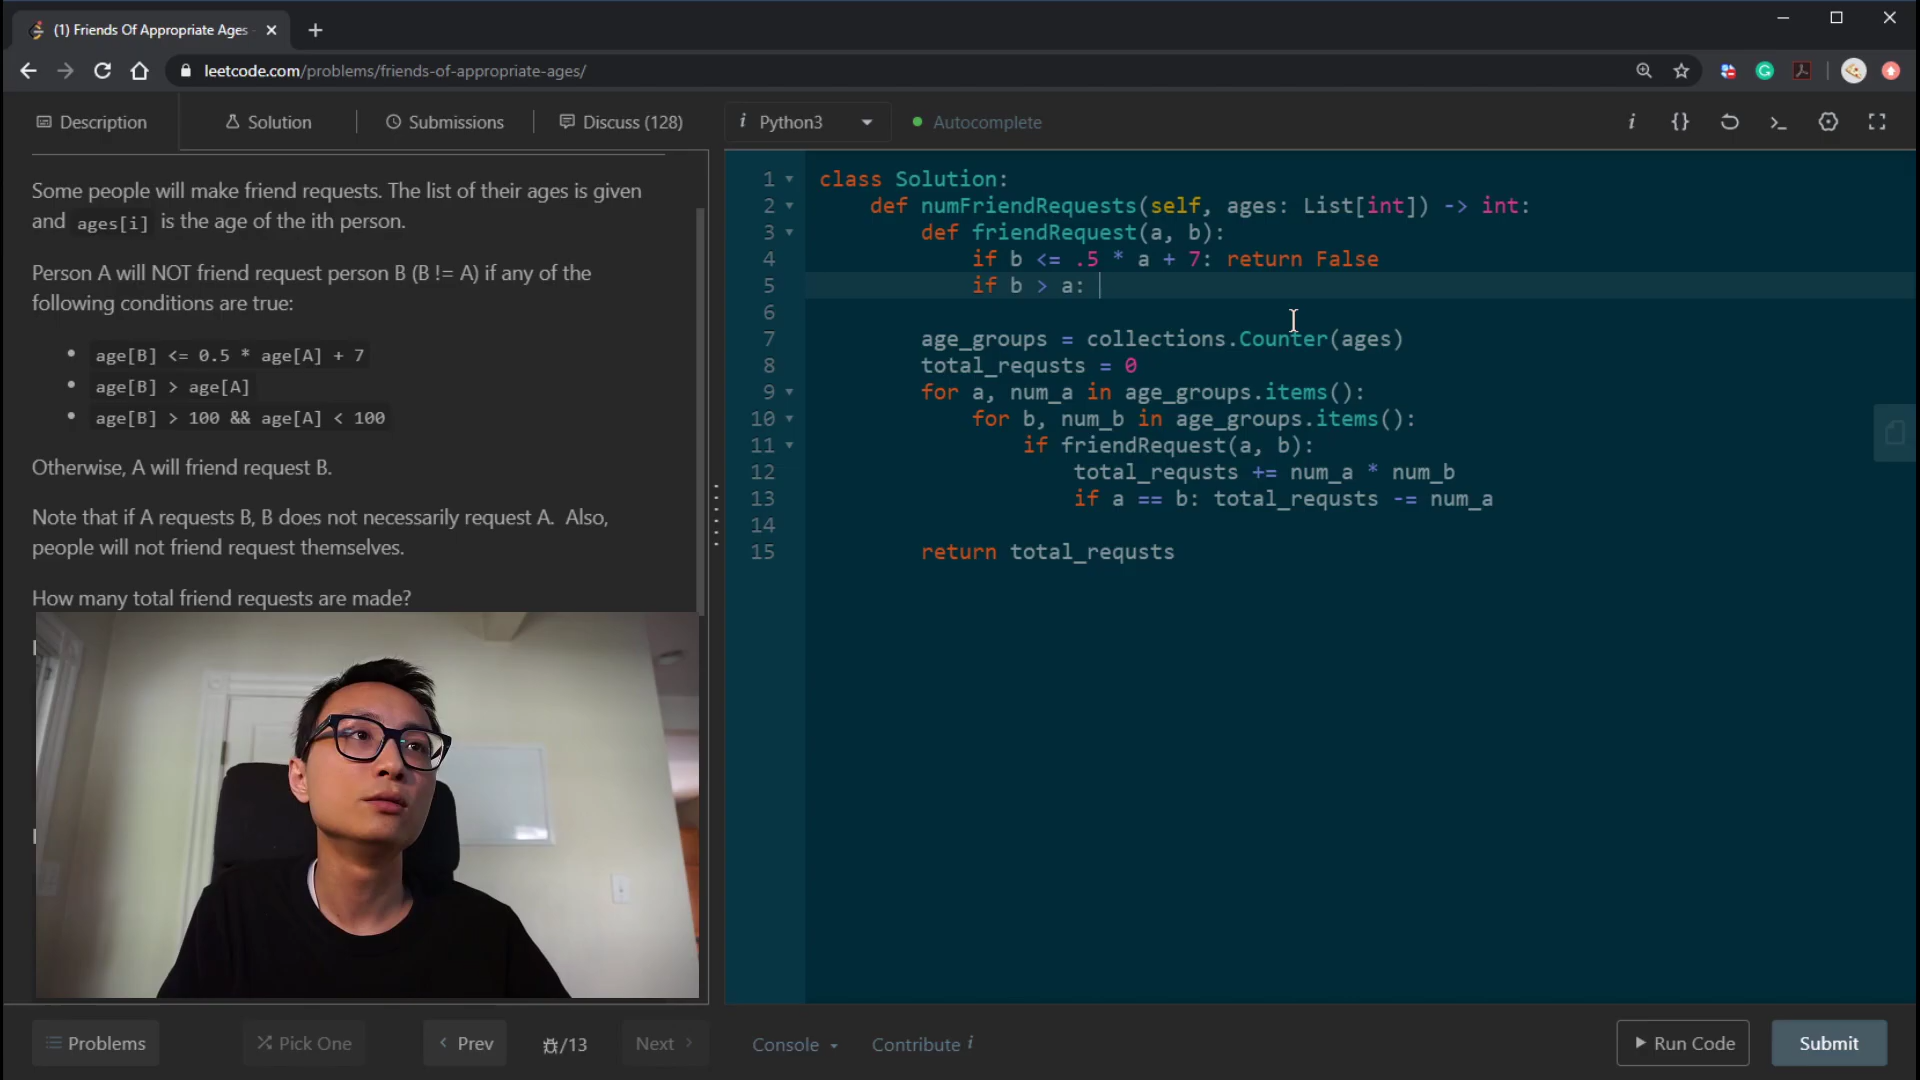 (1) Friends Of Appropriate Ages -
leetcode.com/problems/friends-of-appropriate-ages/
Description
Solution
Submissions
Discuss (128)
i Python3
Autocomplete
Some people will make friend requests. The list of their ages is given
and ages[i] is the age of the ith person.
Person A will NOT friend request person B (B != A) if any of the
following conditions are true:
• age[B] <= 0.5 * age[A] + 7
• age[B] > age[A]
• age[B] > 100 && age[A] < 100
Otherwise, A will friend request B.
Note that if A requests B, B does not necessarily request A. Also,
people will not friend request themselves.
How many total friend requests are made?
1 class Solution:
2 def numFriendRequests(self, ages: List[int]) -> int:
3 def friendRequest(a, b):
4 if b <= .5 * a + 7: return False
5 if b > a:
6
7 age_groups = collections.Counter(ages)
8 total_requsts = 0
9 for a, num_a in age_groups.items():
10 for b, num_b in age_groups.items():
11 if friendRequest(a, b):
12 total_requsts += num_a * num_b
13 if a == b: total_requsts -= num_a
14
15 return total_requsts
Problems
Pick One
Prev
/13
Next
Console
Contribute i
Run Code
Submit